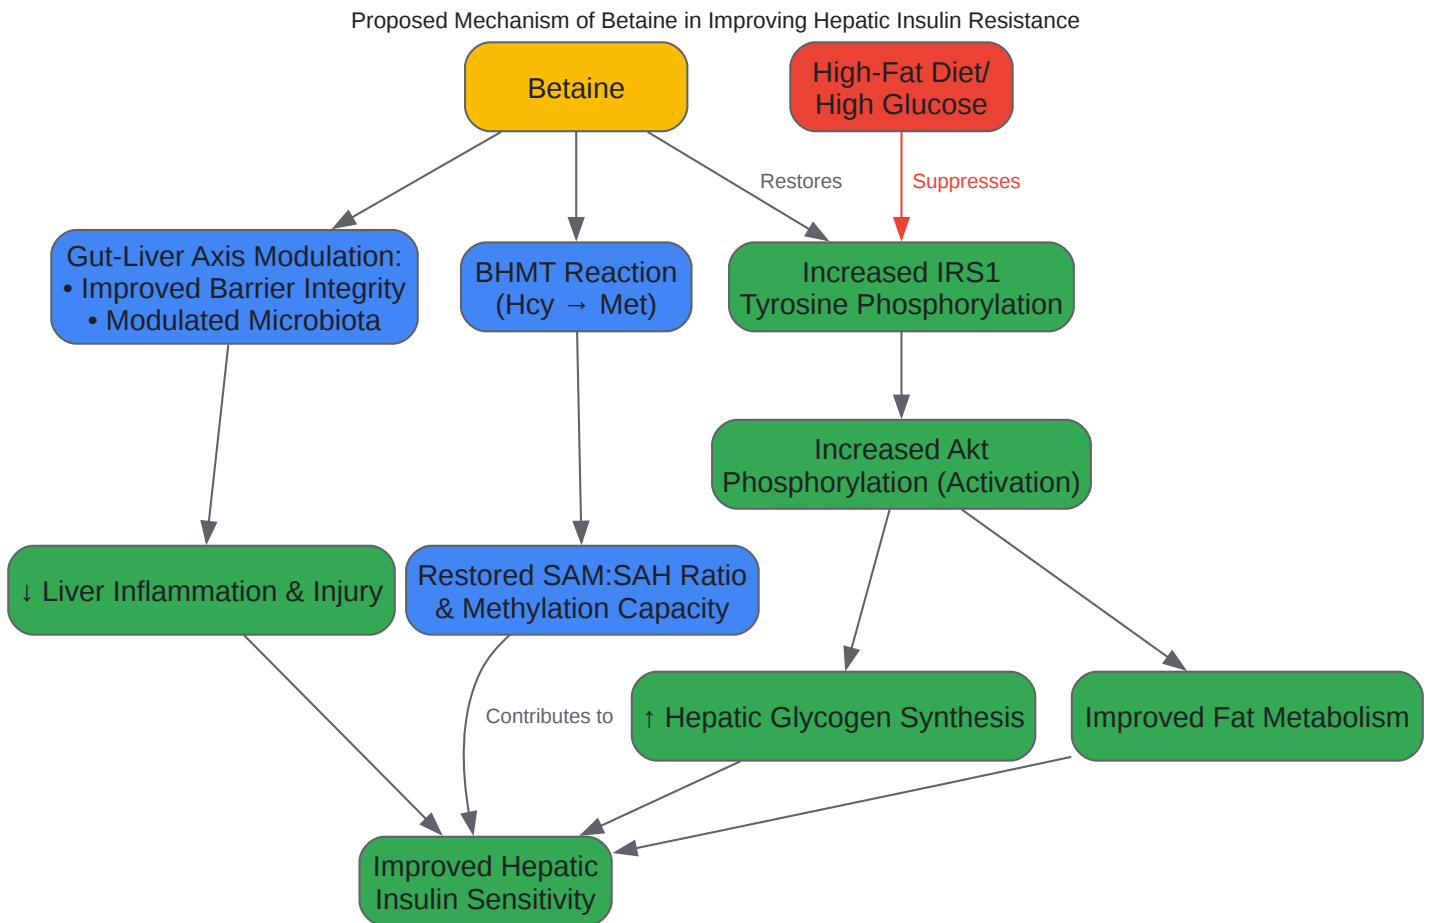 Proposed Mechanism of Betaine in Improving Hepatic Insulin Resistance
Betaine
High-Fat Diet/
High Glucose
Restores
Suppresses
Gut-Liver Axis Modulation:
• Improved Barrier Integrity
• Modulated Microbiota
BHMT Reaction
(Hcy → Met)
Increased IRS1
Tyrosine Phosphorylation
Increased Akt
Phosphorylation (Activation)
↓ Liver Inflammation & Injury
Restored SAM:SAH Ratio
& Methylation Capacity
Contributes to
↑ Hepatic Glycogen Synthesis
Improved Fat Metabolism
Improved Hepatic
Insulin Sensitivity